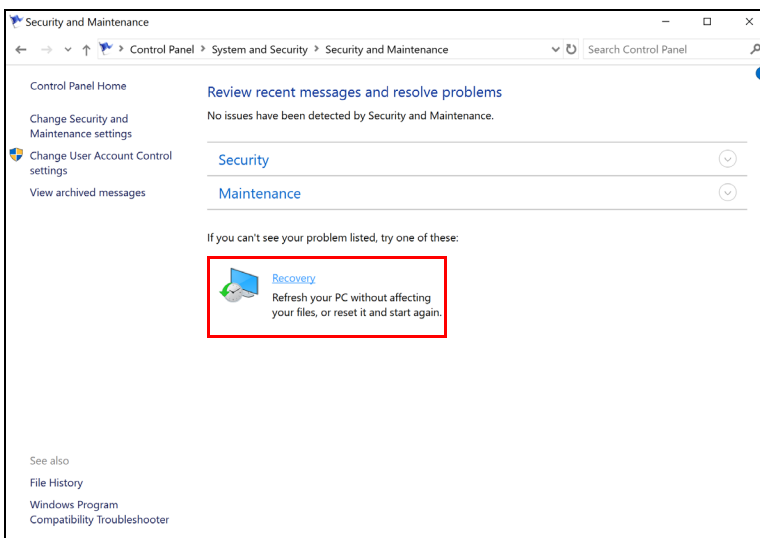 Security and Maintenance
Control Panel > System and Security > Security and Maintenance
Search Control Panel
Control Panel Home
Change Security and
Maintenance settings
Change User Account Control
settings
View archived messages
Review recent messages and resolve problems
No issues have been detected by Security and Maintenance.
Security
Maintenance
If you can't see your problem listed, try one of these:
Recovery
Refresh your PC without affecting
your files, or reset it and start again.
See also
File History
Windows Program
Compatibility Troubleshooter